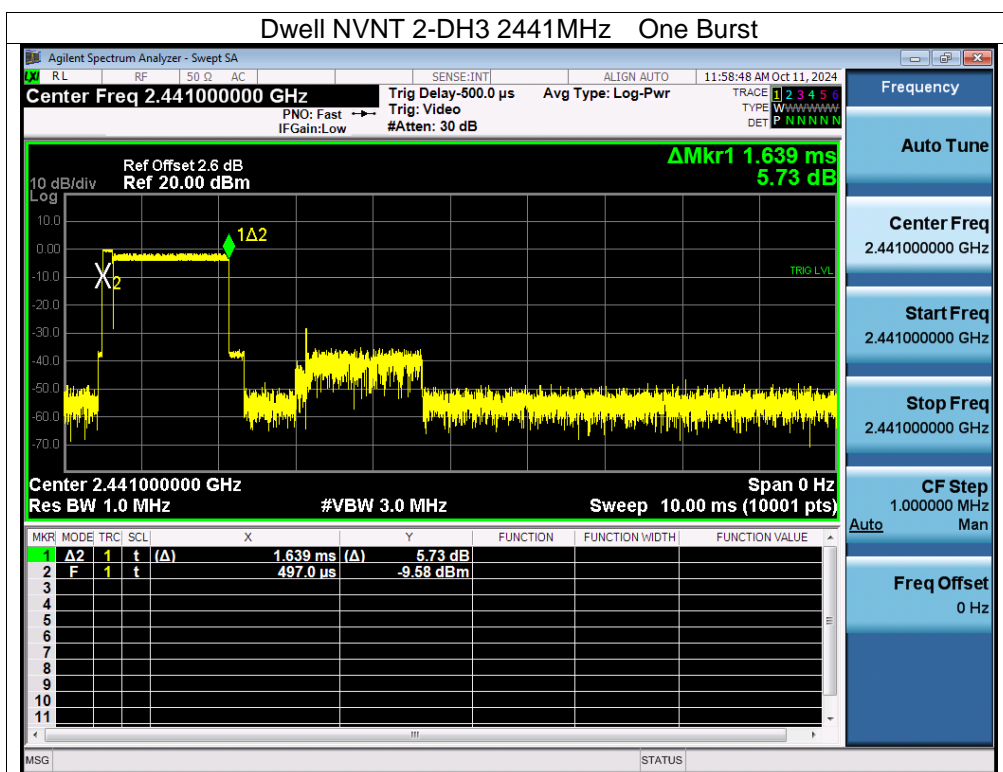 Dwell NVNT 2-DH3 2441MHz One Burst
Agilent Spectrum Analyzer - Swept SA
LXI RL RF 50 Ω AC SENSE:INT ALIGN AUTO 11:58:48 AM Oct 11, 2024
Center Freq 2.441000000 GHz
PNO: Fast
IFGain:Low
Trig Delay-500.0 µs
Trig: Video
#Atten: 30 dB
Avg Type: Log-Pwr
TRACE 1 2 3 4 5 6
TYPE WWWWWWW
DET P N N N N N
Frequency
ΔMkr1 1.639 ms
5.73 dB
Ref Offset 2.6 dB
10 dB/div Ref 20.00 dBm
Log
10.0
0.00
-10.0
-20.0
-30.0
-40.0
-50.0
-60.0
-70.0
1Δ2
2
TRIG LVL
Center 2.441000000 GHz Span 0 Hz
Res BW 1.0 MHz #VBW 3.0 MHz Sweep 10.00 ms (10001 pts)
MKR MODE TRC SCL X Y FUNCTION FUNCTION WIDTH FUNCTION VALUE
1 Δ2 1 t (Δ) 1.639 ms (Δ) 5.73 dB
2 F 1 t 497.0 µs -9.58 dBm
3
4
5
6
7
8
9
10
11
MSG STATUS
Auto Tune
Center Freq
2.441000000 GHz
Start Freq
2.441000000 GHz
Stop Freq
2.441000000 GHz
CF Step
1.000000 MHz
Auto Man
Freq Offset
0 Hz